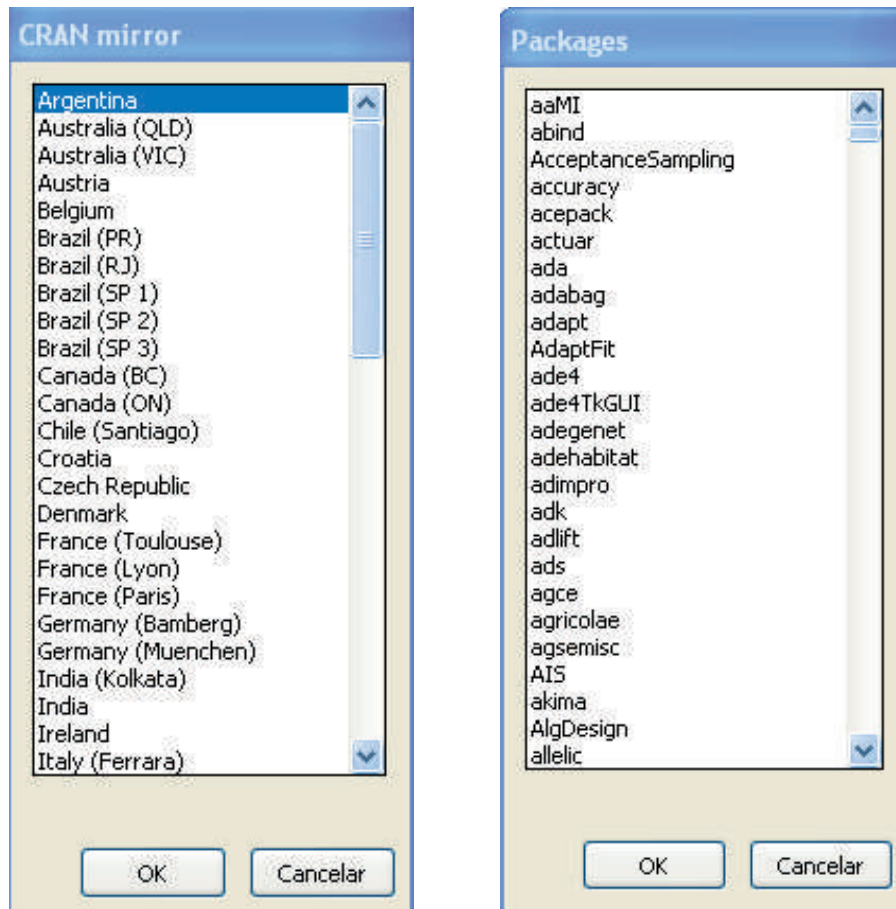 CRAN mirror
Argentina
Australia (QLD)
Australia (VIC)
Austria
Belgium
Brazil (PR)
Brazil (RJ)
Brazil (SP 1)
Brazil (SP 2)
Brazil (SP 3)
Canada (BC)
Canada (ON)
Chile (Santiago)
Croatia
Czech Republic
Denmark
France (Toulouse)
France (Lyon)
France (Paris)
Germany (Bamberg)
Germany (Muenchen)
India (Kolkata)
India
Ireland
Italy (Ferrara)
OK
Cancelar
Packages
aaMI
abind
AcceptanceSampling
accuracy
acepack
actuar
ada
adabag
adapt
AdaptFit
ade4
ade4TkGUI
adegenet
adehabitat
adimpro
adk
adlift
ads
agce
agricolae
agsemisc
AIS
akima
AlgDesign
allelic
OK
Cancelar